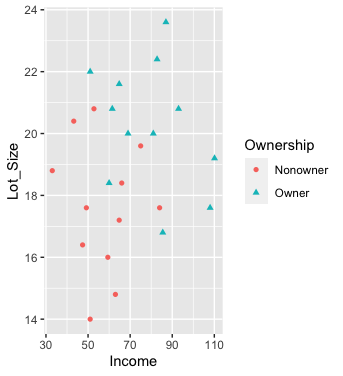 24
22
20
18
16
14
30 50 70 90 110
Lot_Size
Income
Ownership
Nonowner
Owner